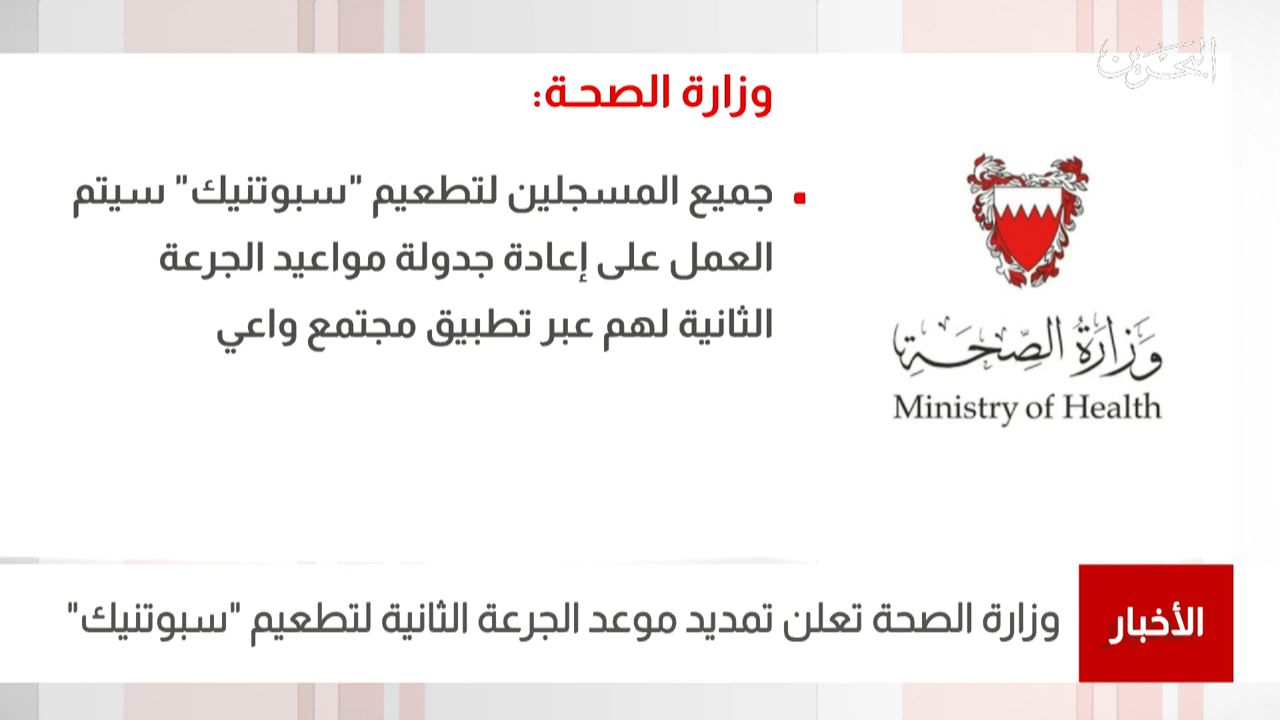 البحرين
وزارة الصحة:
جميع المسجلين لتطعيم "سبوتنيك" سيتم
العمل على إعادة جدولة مواعيد الجرعة
الثانية لهم عبر تطبيق مجتمع واعي
وزارة الصحة
Ministry of Health
الأخبار
وزارة الصحة تعلن تمديد موعد الجرعة الثانية لتطعيم "سبوتنيك"